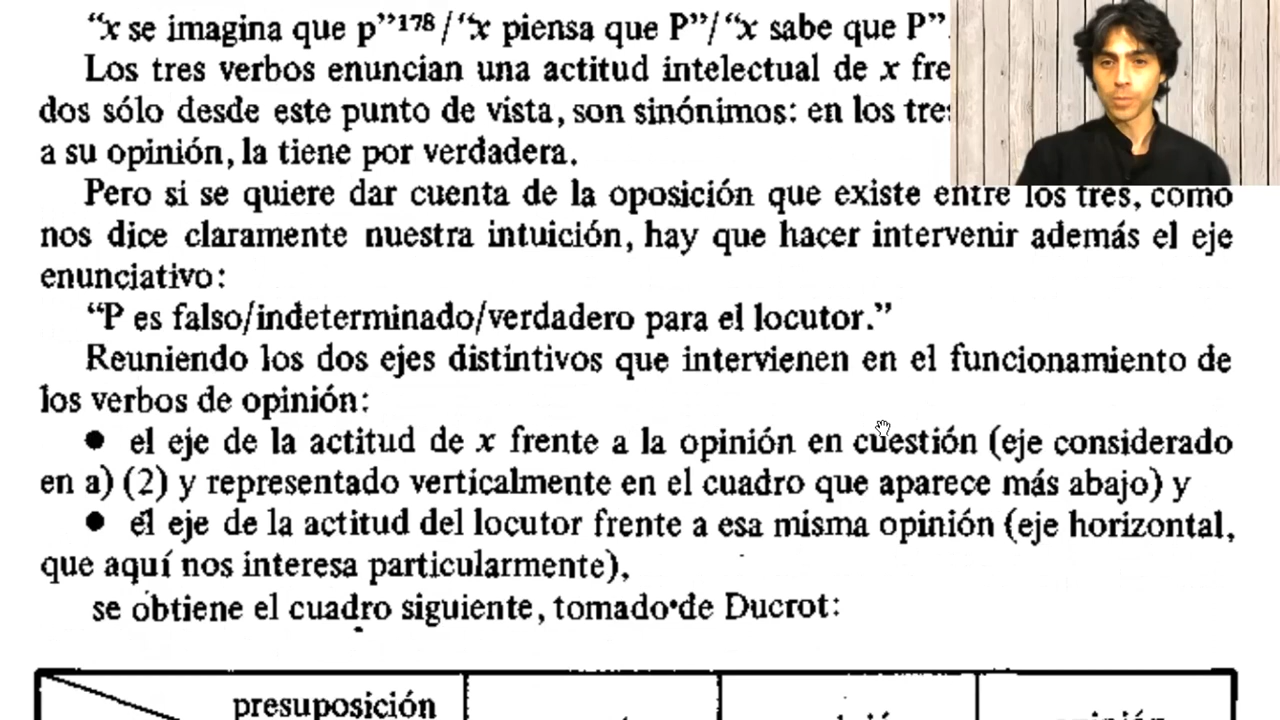 “x se imagina que p”¹⁷⁸/“x piensa que P”/“x sabe que P”
Los tres verbos enuncian una actitud intelectual de x
dos sólo desde este punto de vista, son sinónimos: en los
a su opinión, la tiene por verdadera.
Pero si se quiere dar cuenta de la oposición que existe entre los tres, como
nos dice claramente nuestra intuición, hay que hacer intervenir además el eje
enunciativo:
“P es falso/indeterminado/verdadero para el locutor.”
Reuniendo los dos ejes distintivos que intervienen en el funcionamiento de
los verbos de opinión:
● el eje de la actitud de x frente a la opinión en cuestión (eje considerado
en a) (2) y representado verticalmente en el cuadro que aparece más abajo) y
● el eje de la actitud del locutor frente a esa misma opinión (eje horizontal,
que aquí nos interesa particularmente),
se obtiene el cuadro siguiente, tomado de Ducrot:
presuposición